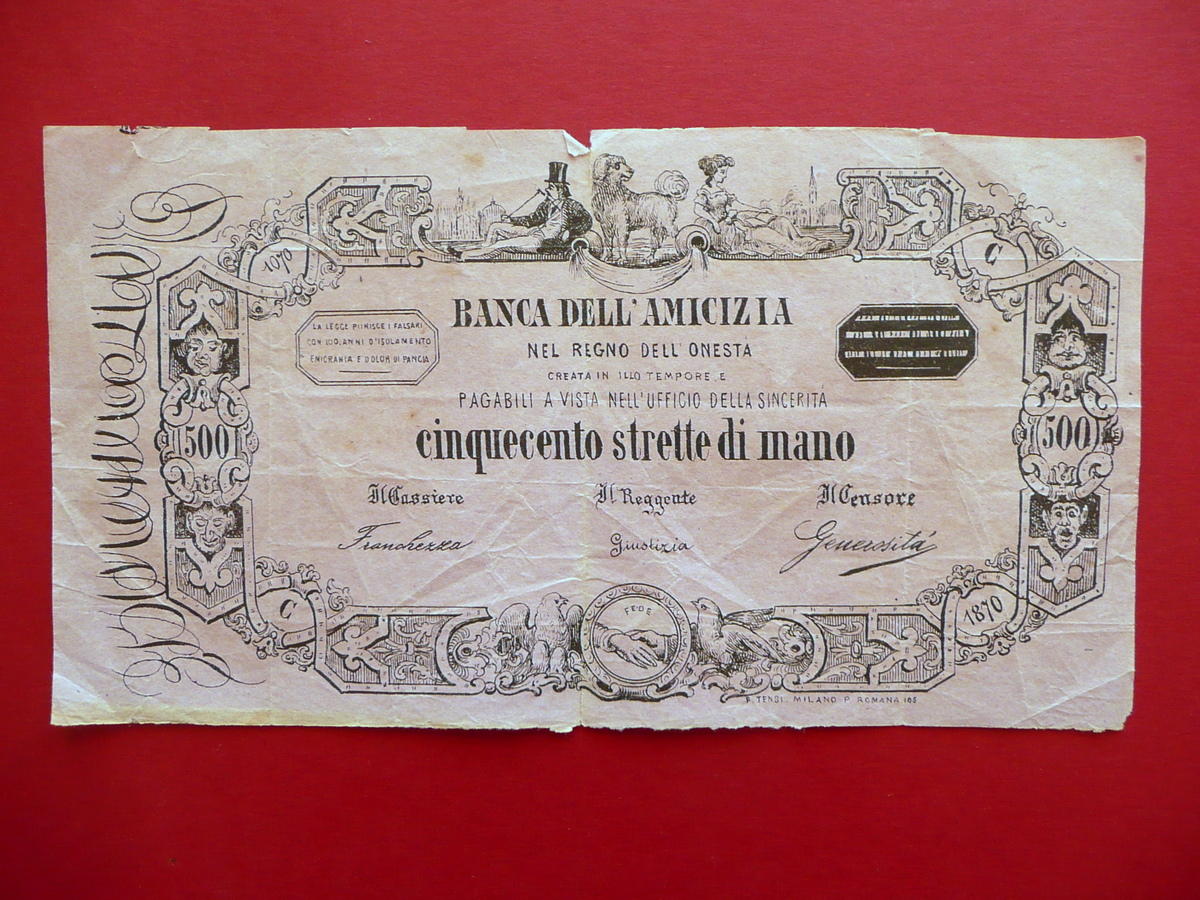 1870
C
BANCA DELL'AMICIZIA
LA LEGGE PUNISCE I FALSARI
CON 100 ANNI D'ISOLAMENTO
EMICRANIA E DOLOR DI PANCIA
NEL REGNO DELL'ONESTÀ
CREATA IN ILLO TEMPORE E
PAGABILI A VISTA NELL'UFFICIO DELLA SINCERITÀ
500
cinquecento strette di mano
500
Il Cassiere
Il Reggente
Il Censore
Franchezza
Giustizia
Generosità
C
FEDE
1870
F. TENSI. MILANO P. ROMANA 105